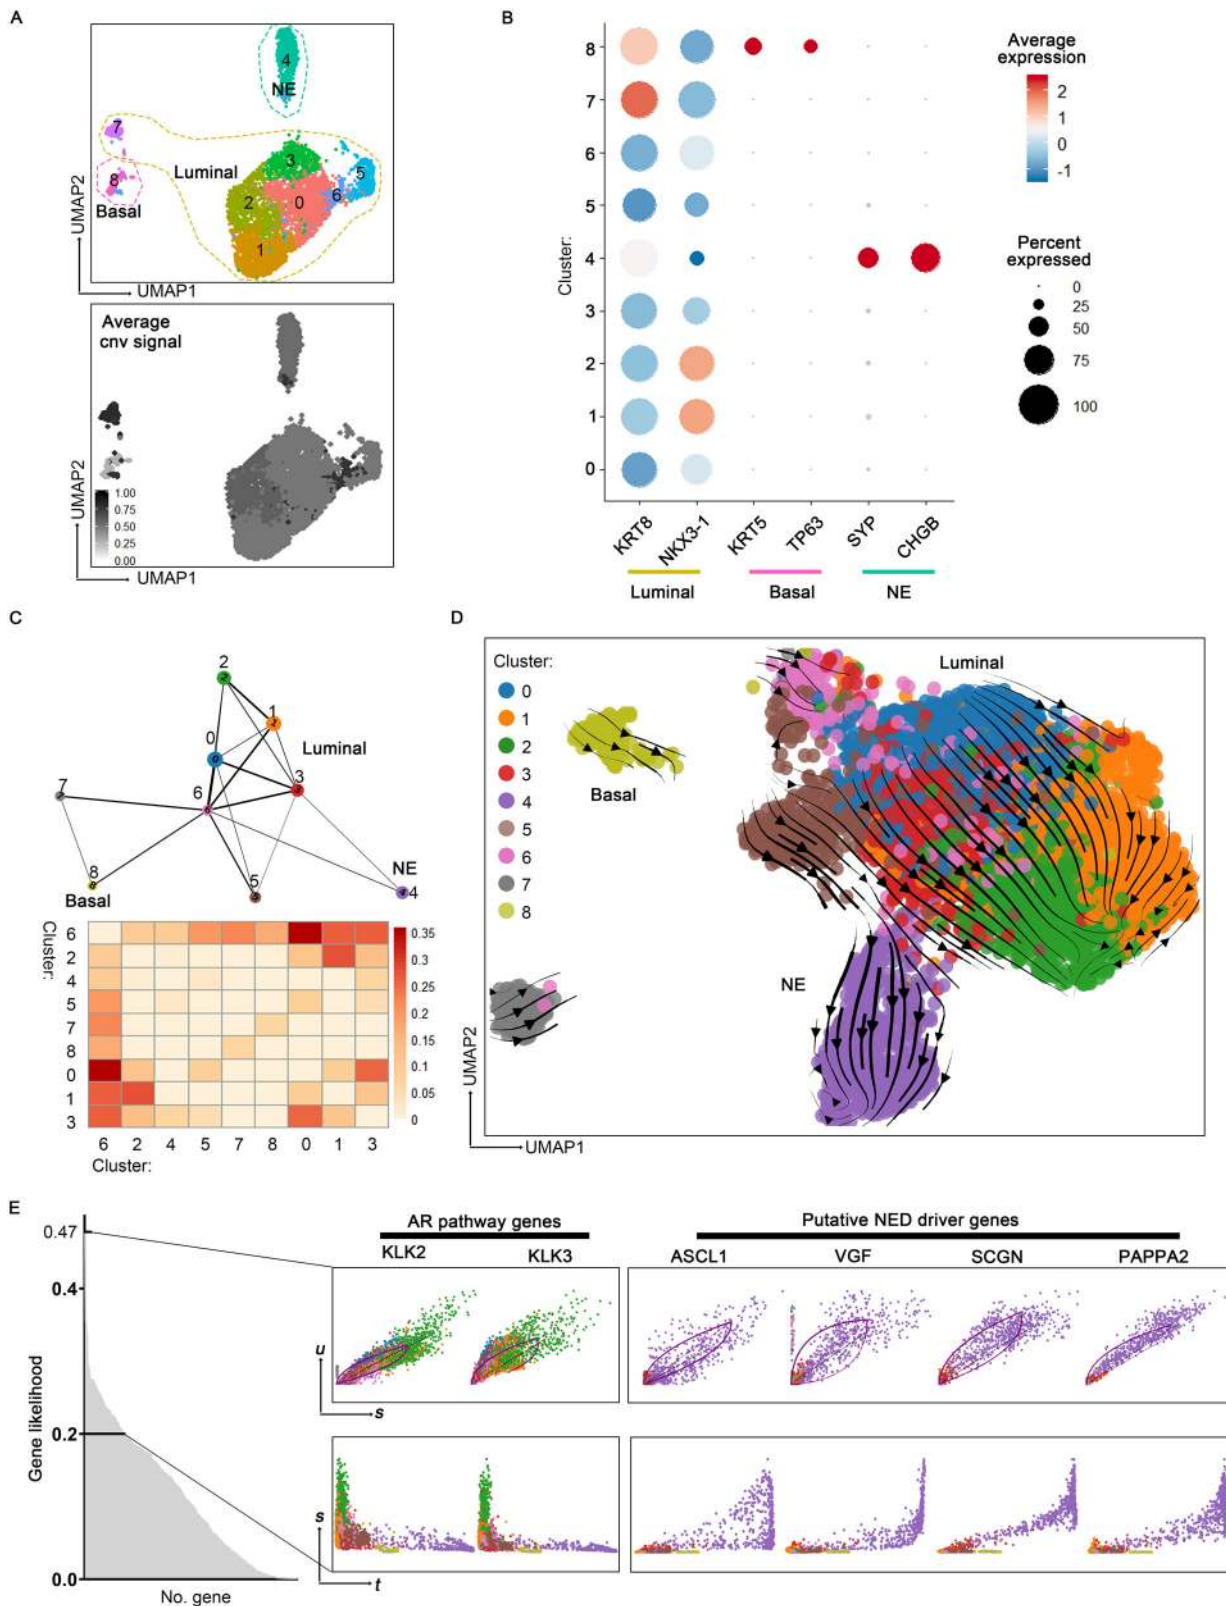 A
4
NE
7
3
5
Luminal
8
6
2
0
Basal
1
UMAP2
UMAP1
Average
cnv signal
1.00
0.75
0.50
0.25
0.00
UMAP2
UMAP1
B
8
7
6
5
4
3
2
1
0
Cluster:
KRT8
NKX3-1
KRT5
TP63
SYP
CHGB
Luminal
Basal
NE
Average
expression
2
1
0
-1
Percent
expressed
0
25
50
75
100
C
2
1
0
Luminal
3
7
6
8
5
NE
4
Basal
Cluster:
6
2
4
5
7
8
0
1
3
6 2 4 5 7 8 0 1 3
Cluster:
0.35
0.3
0.25
0.2
0.15
0.1
0.05
0
D
Cluster:
0
1
2
3
4
5
6
7
8
Luminal
Basal
NE
UMAP2
UMAP1
E
0.47
0.4
0.2
0.0
Gene likelihood
No. gene
AR pathway genes
KLK2 KLK3
Putative NED driver genes
ASCL1 VGF SCGN PAPPA2
u
s
s
t